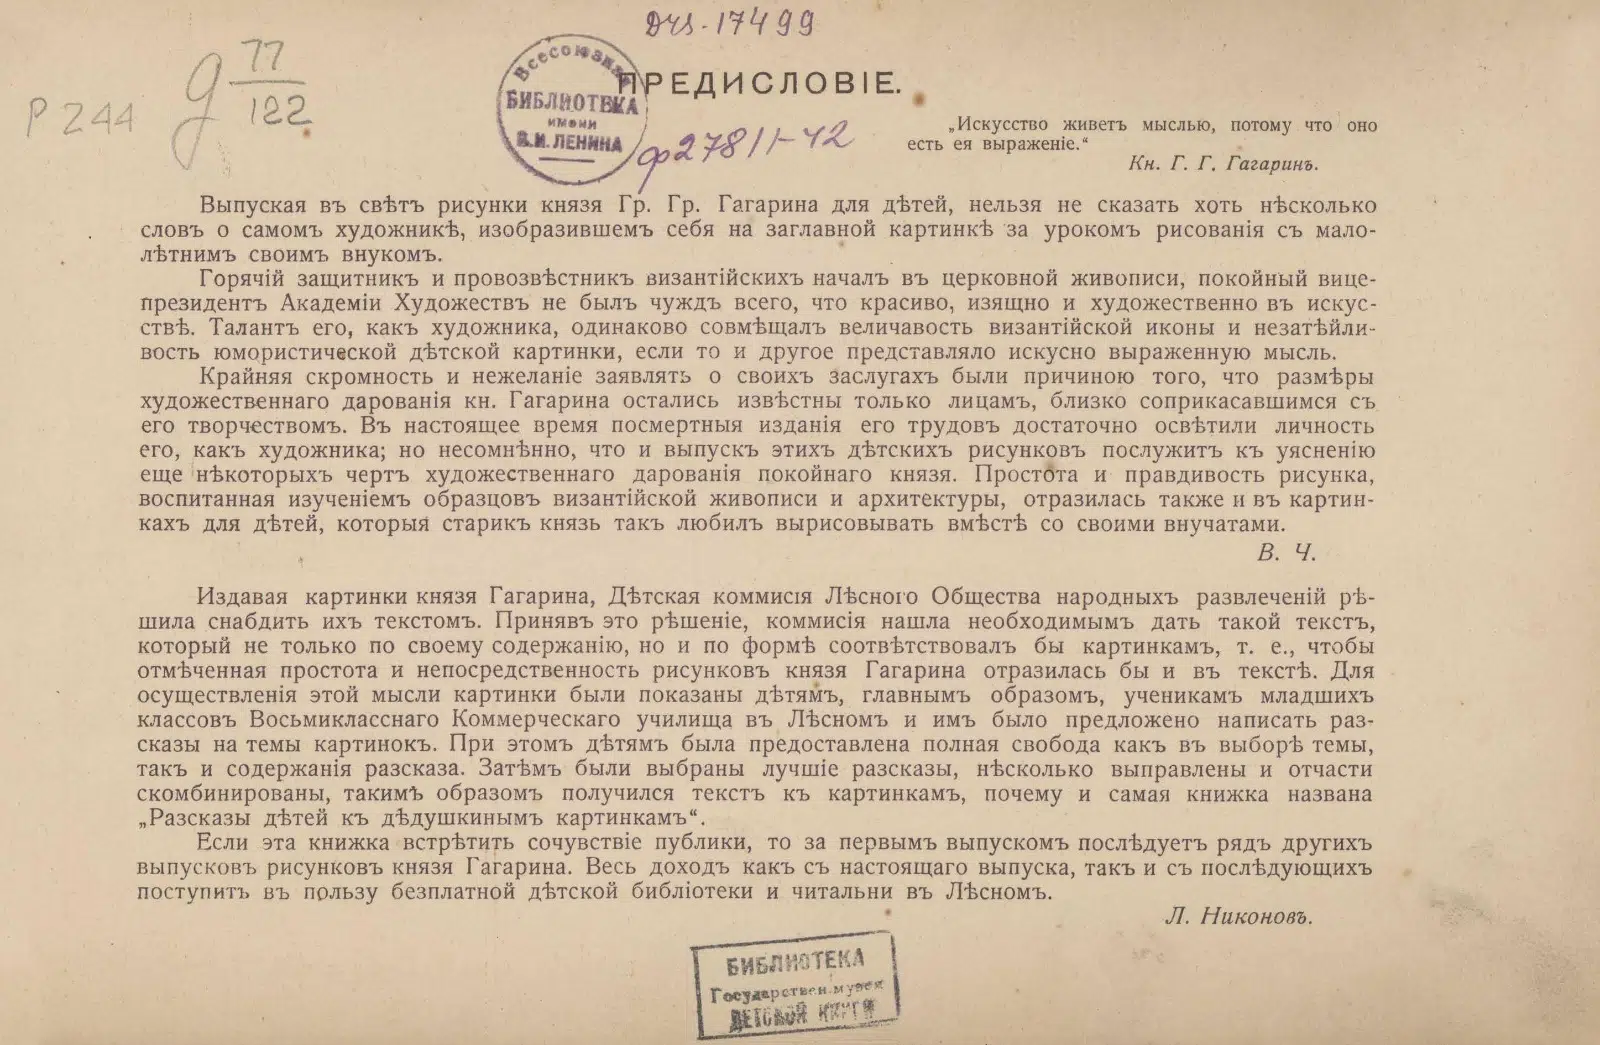 Дчз-17499
77
122
Р 244
Всесоюзная
БИБЛИОТЕКА
имени
В.И. ЛЕНИНА
ф27811-42
ПРЕДИСЛОВІЕ.
„Искусство живетъ мыслью, потому что оно
есть ея выраженіе.“
Кн. Г. Г. Гагаринъ.
Выпуская въ свѣтъ рисунки князя Гр. Гр. Гагарина для дѣтей, нельзя не сказать хоть нѣсколько
словъ о самомъ художникѣ, изобразившемъ себя на заглавной картинкѣ за урокомъ рисованія съ мало-
лѣтнимъ своимъ внукомъ.
Горячій защитникъ и провозвѣстникъ византійскихъ началъ въ церковной живописи, покойный вице-
президентъ Академіи Художествъ не былъ чуждъ всего, что красиво, изящно и художественно въ искус-
ствѣ. Талантъ его, какъ художника, одинаково совмѣщалъ величавость византійской иконы и незатѣйли-
вость юмористической дѣтской картинки, если то и другое представляло искусно выраженную мысль.
Крайняя скромность и нежеланіе заявлять о своихъ заслугахъ были причиною того, что размѣры
художественнаго дарованія кн. Гагарина остались извѣстны только лицамъ, близко соприкасавшимся съ
его творчествомъ. Въ настоящее время посмертныя изданія его трудовъ достаточно освѣтили личность
его, какъ художника; но несомнѣнно, что и выпускъ этихъ дѣтскихъ рисунковъ послужитъ къ уясненію
еще нѣкоторыхъ чертъ художественнаго дарованія покойнаго князя. Простота и правдивость рисунка,
воспитанная изученіемъ образцовъ византійской живописи и архитектуры, отразилась также и въ картин-
кахъ для дѣтей, которыя старикъ князь такъ любилъ вырисовывать вмѣстѣ со своими внучатами.
В. Ч.
Издавая картинки князя Гагарина, Дѣтская коммисія Лѣсного Общества народныхъ развлеченій рѣ-
шила снабдить ихъ текстомъ. Принявъ это рѣшеніе, коммисія нашла необходимымъ дать такой текстъ,
который не только по своему содержанію, но и по формѣ соотвѣтствовалъ бы картинкамъ, т. е., чтобы
отмѣченная простота и непосредственность рисунковъ князя Гагарина отразилась бы и въ текстѣ. Для
осуществленія этой мысли картинки были показаны дѣтямъ, главнымъ образомъ, ученикамъ младшихъ
классовъ Восьмикласснаго Коммерческаго училища въ Лѣсномъ и имъ было предложено написать раз-
сказы на темы картинокъ. При этомъ дѣтямъ была предоставлена полная свобода какъ въ выборѣ темы,
такъ и содержанія разсказа. Затѣмъ были выбраны лучшіе разсказы, нѣсколько выправлены и отчасти
скомбинированы, такимъ образомъ получился текстъ къ картинкамъ, почему и самая книжка названа
„Разсказы дѣтей къ дѣдушкинымъ картинкамъ“.
Если эта книжка встрѣтитъ сочувствіе публики, то за первымъ выпускомъ послѣдуетъ рядъ другихъ
выпусковъ рисунковъ князя Гагарина. Весь доходъ какъ съ настоящаго выпуска, такъ и съ послѣдующихъ
поступитъ въ пользу безплатной дѣтской библіотеки и читальни въ Лѣсномъ.
Л. Никоновъ.
БИБЛИОТЕКА
Государствен. музея
ДЕТСКОЙ КНИГИ